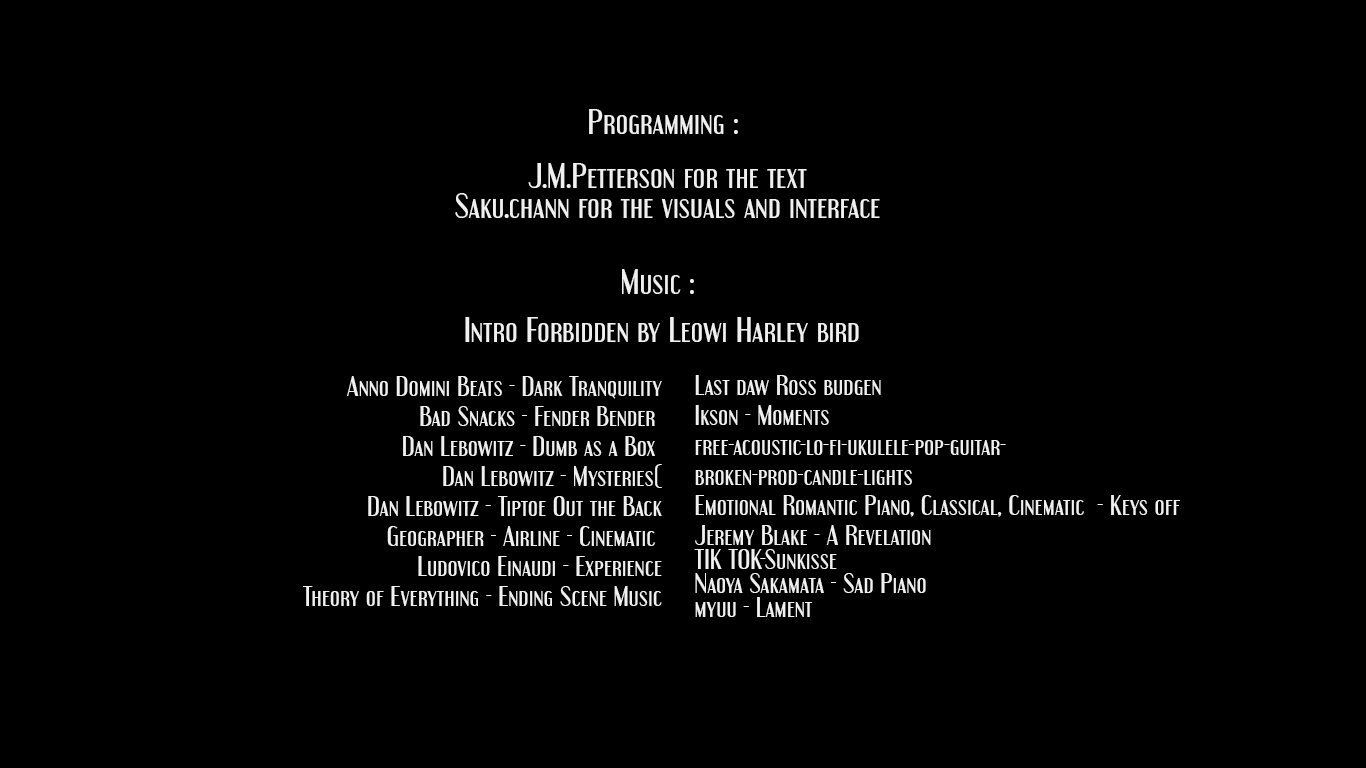 Programming :
J.M.Petterson for the text
Saku.chann for the visuals and interface
Music :
Intro Forbidden by Leowi Harley bird
Anno Domini Beats - Dark Tranquility
Bad Snacks - Fender Bender
Dan Lebowitz - Dumb as a Box
Dan Lebowitz - Mysteries(
Dan Lebowitz - Tiptoe Out the Back
Geographer - Airline - Cinematic
Ludovico Einaudi - Experience
Theory of Everything - Ending Scene Music
Last daw Ross budgen
Ikson - Moments
free-acoustic-lo-fi-ukulele-pop-guitar-
broken-prod-candle-lights
Emotional Romantic Piano, Classical, Cinematic - Keys off
Jeremy Blake - A Revelation
TIK TOK-Sunkisse
Naoya Sakamata - Sad Piano
myuu - Lament